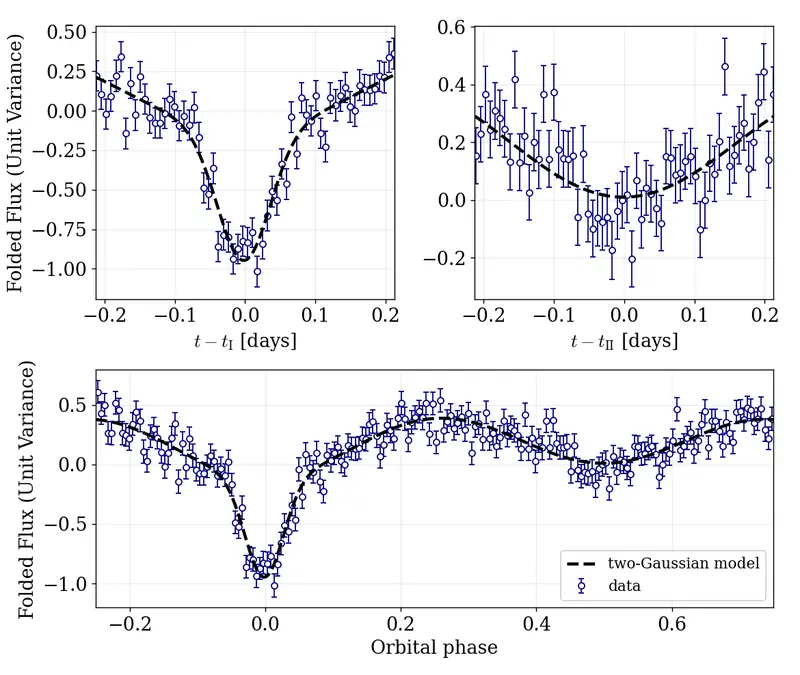 Folded Flux (Unit Variance)
0.50
0.25
0.00
−0.25
−0.50
−0.75
−1.00
−0.2 −0.1 0.0 0.1 0.2
t − tI [days]
0.6
0.4
0.2
0.0
−0.2
−0.2 −0.1 0.0 0.1 0.2
t − tII [days]
Folded Flux (Unit Variance)
0.5
0.0
−0.5
−1.0
two-Gaussian model
data
−0.2 0.0 0.2 0.4 0.6
Orbital phase